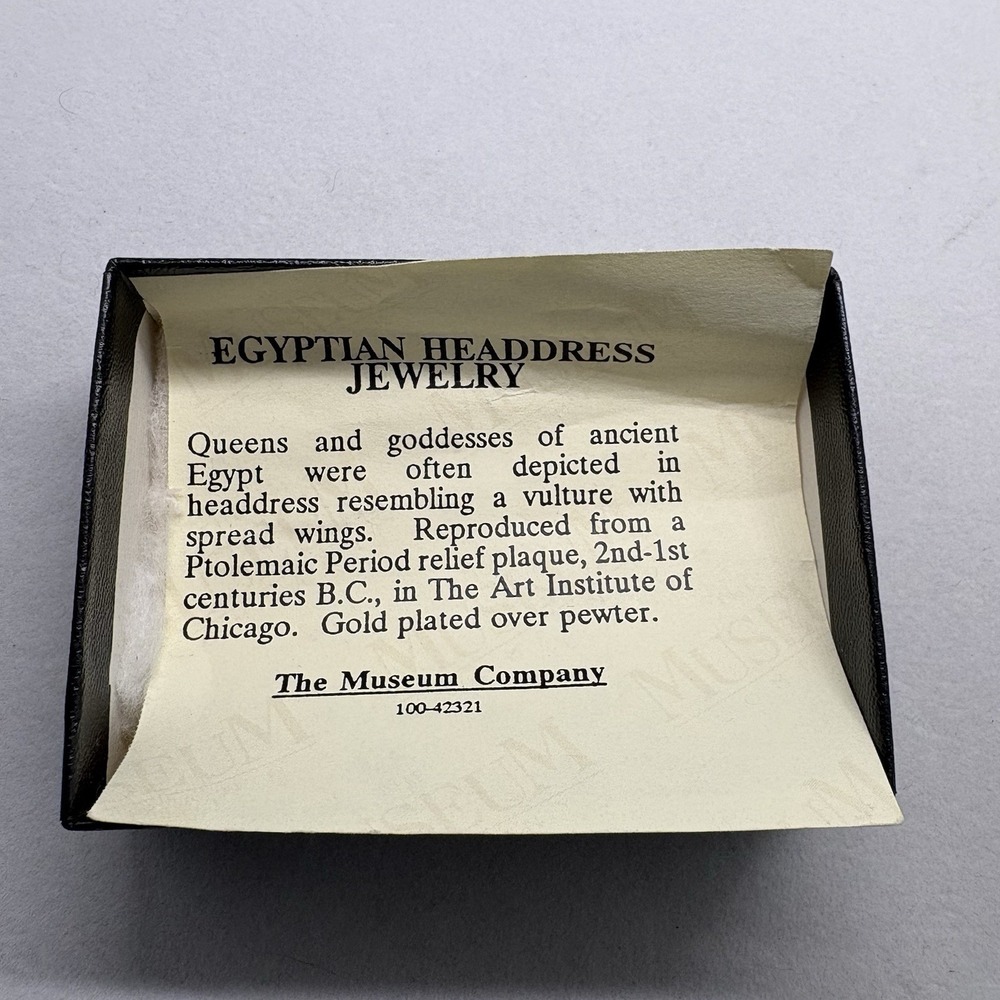 EGYPTIAN HEADDRESS
JEWELRY
Queens and goddesses of ancient
Egypt were often depicted in
headdress resembling a vulture with
spread wings. Reproduced from a
Ptolemaic Period relief plaque, 2nd-1st
centuries B.C., in The Art Institute of
Chicago. Gold plated over pewter.
The Museum Company
100-42321